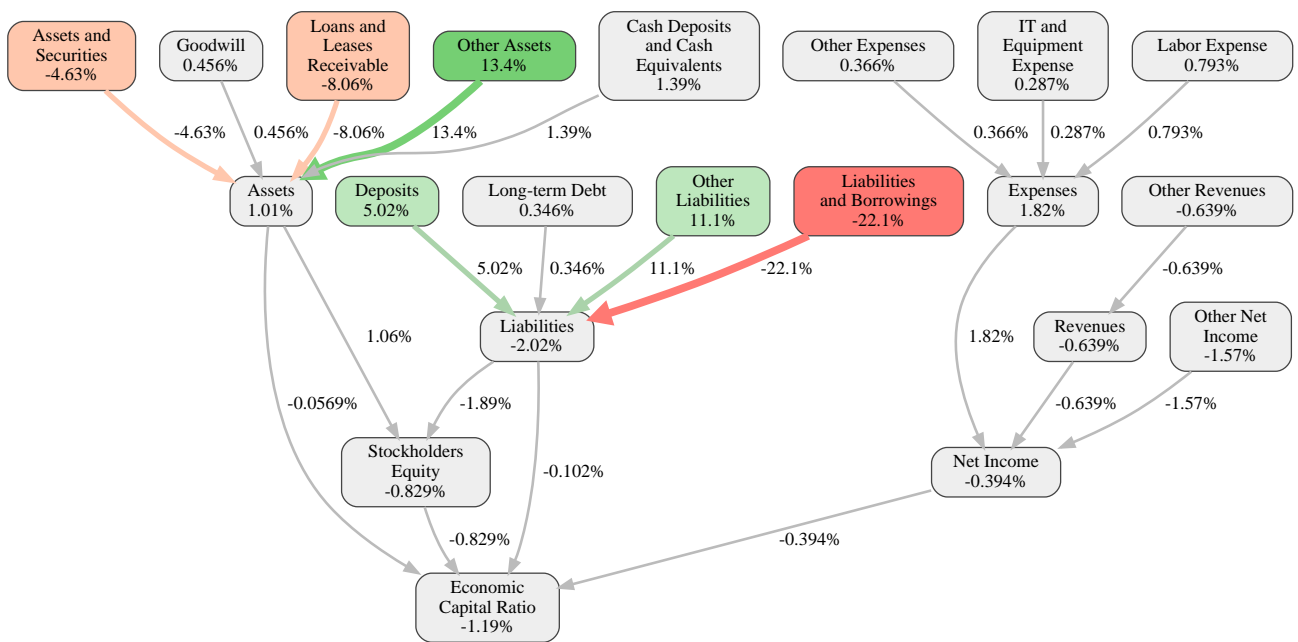 Assets and
Securities
-4.63%
Goodwill
0.456%
Loans and
Leases
Receivable
-8.06%
Other Assets
13.4%
Cash Deposits
and Cash
Equivalents
1.39%
Other Expenses
0.366%
IT and
Equipment
Expense
0.287%
Labor Expense
0.793%
-4.63%
0.456%
-8.06%
13.4%
1.39%
0.366%
0.287%
0.793%
Assets
1.01%
Deposits
5.02%
Long-term Debt
0.346%
Other
Liabilities
11.1%
Liabilities
and Borrowings
-22.1%
Expenses
1.82%
Other Revenues
-0.639%
5.02%
0.346%
11.1%
-22.1%
-0.639%
Liabilities
-2.02%
1.06%
1.82%
Revenues
-0.639%
Other Net
Income
-1.57%
-0.0569%
-1.89%
-0.639%
-1.57%
Stockholders
Equity
-0.829%
-0.102%
Net Income
-0.394%
-0.829%
-0.394%
Economic
Capital Ratio
-1.19%